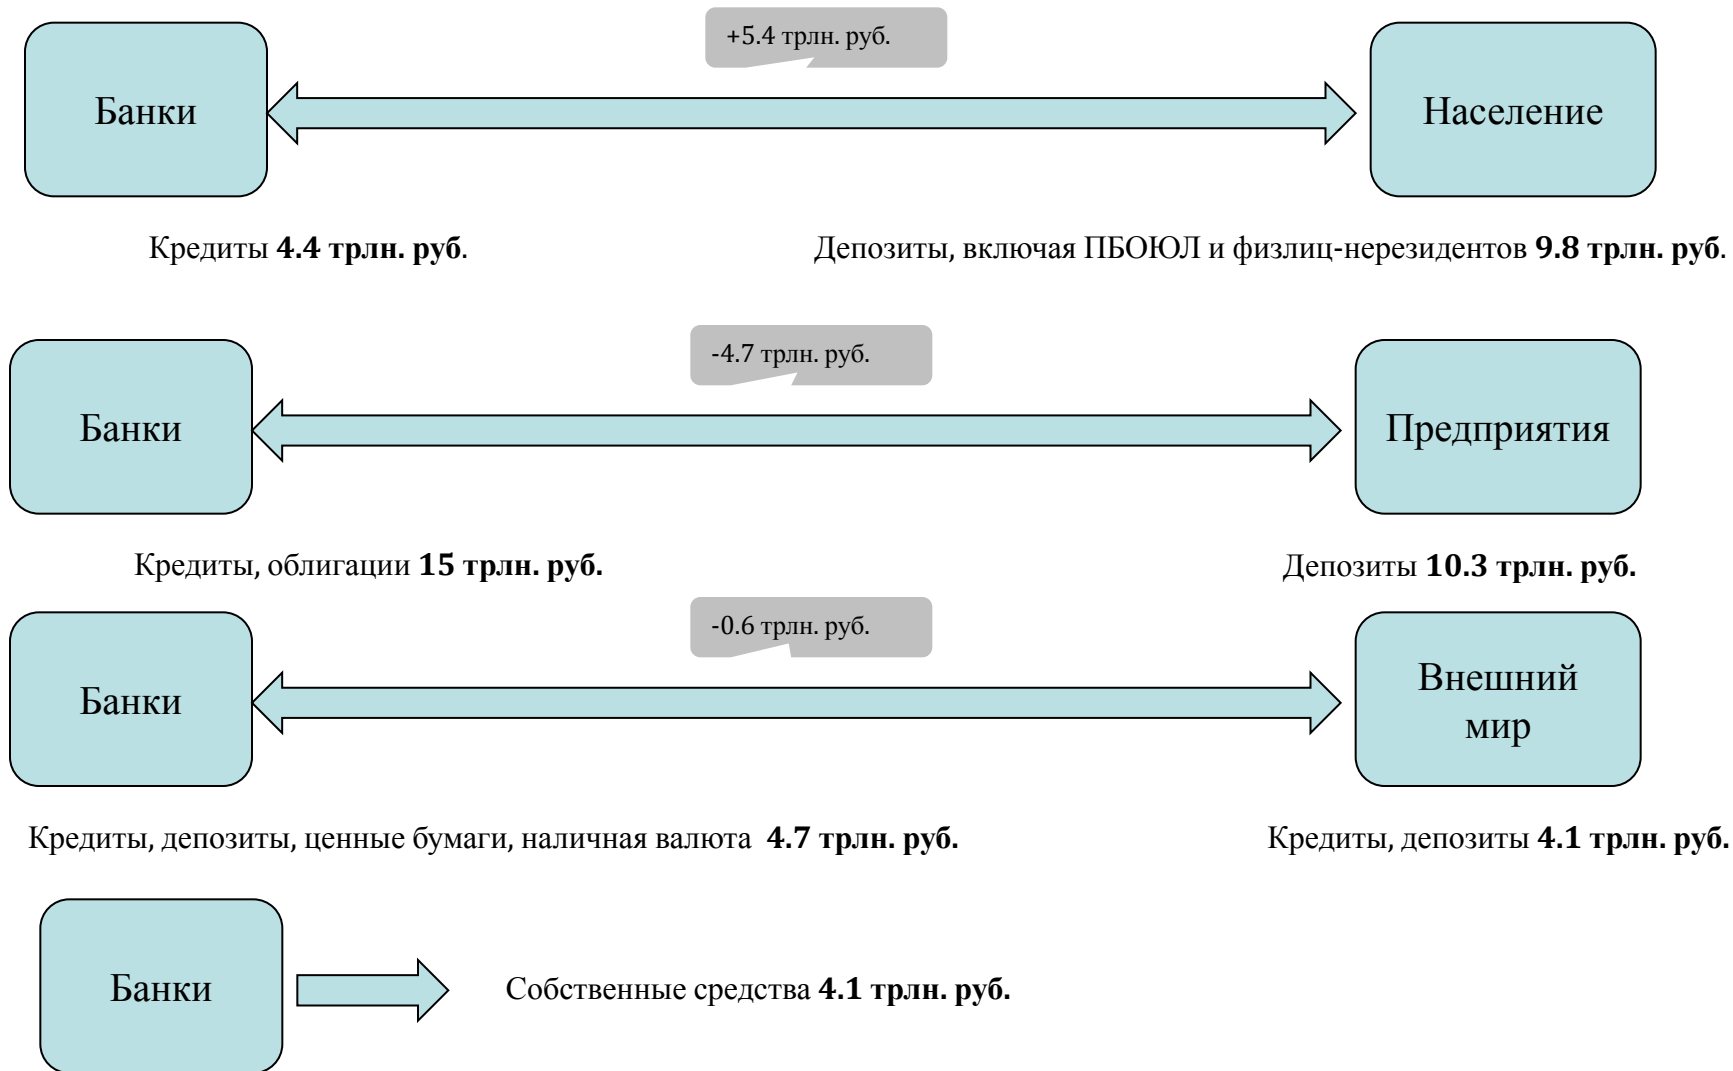 +5.4 трлн. руб.
Банки
Население
Кредиты 4.4 трлн. руб.
Депозиты, включая ПБОЮЛ и физлиц-нерезидентов 9.8 трлн. руб.
-4.7 трлн. руб.
Банки
Предприятия
Кредиты, облигации 15 трлн. руб.
Депозиты 10.3 трлн. руб.
-0.6 трлн. руб.
Банки
Внешний
мир
Кредиты, депозиты, ценные бумаги, наличная валюта 4.7 трлн. руб.
Кредиты, депозиты 4.1 трлн. руб.
Банки
Собственные средства 4.1 трлн. руб.